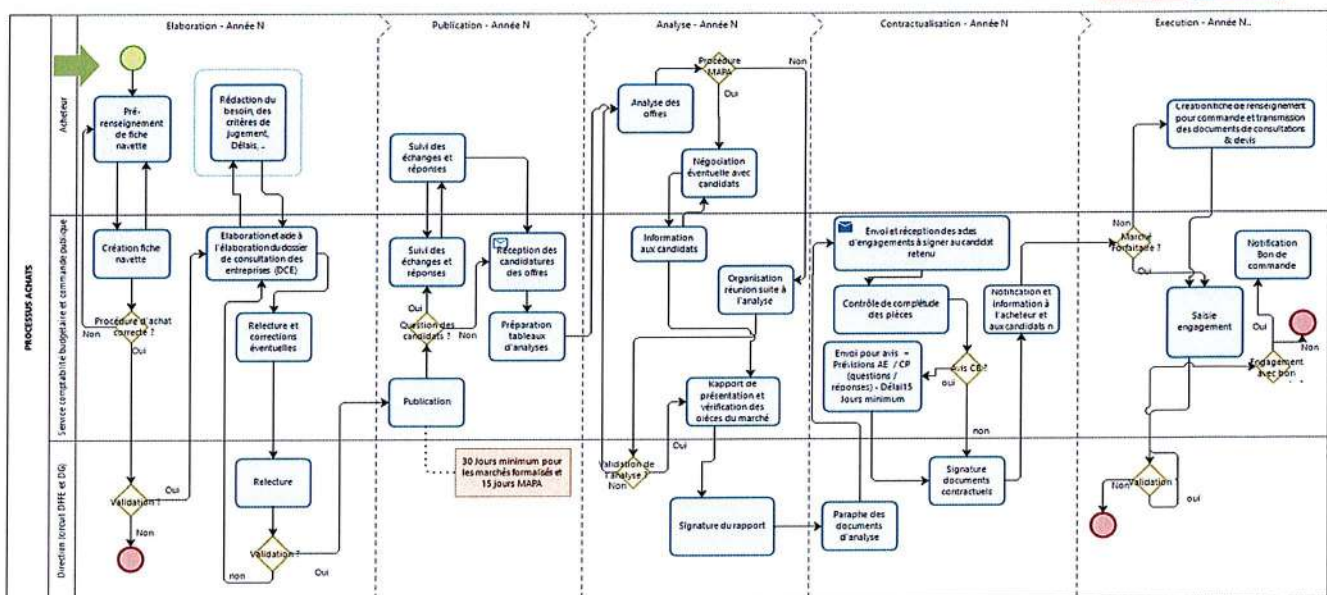 Elaboration - Année N
Publication - Année N
Analyse - Année N
Contractualisation - Année N
Execution - Année N..
PROCESSUS ACHATS
Acheteur
Pré-
renseignement
de fiche
navette
Rédaction du
besoin, des
critères de
jugement,
Délais, ..
Suivi des
échanges et
réponses
Analyse des
offres
Procédure
MAPA
Non
Oui
Négociation
éventuelle avec
candidats
Création fiche de renseignement
pour commande et transmission
des documents de consultations
& devis
Service comptabilité budgétaire et commande publique
Création fiche
navette
Procédure d'achat
correcte ?
Non
Oui
Elaboration et aide à
l'élaboration du dossier
de consultation des
entreprises (DCE)
Relecture et
corrections
éventuelles
Suivi des
échanges et
réponses
Oui
Question des
candidats ?
Non
Publication
Réception des
candidatures
des offres
Préparation
tableaux
d'analyses
Information
aux candidats
Organisation
réunion suite à
l'analyse
Rapport de
présentation et
vérification des
pièces du marché
Envoi et réception des actes
d'engagements à signer au candidat
retenu
Contrôle de complétude
des pièces
Envoi pour avis =
Prévisions AE / CP
(questions /
réponses) - Délai 15
Jours minimum
Avis CB?
oui
non
Notification et
information à
l'acheteur et
aux candidats n
Non
Marché
Forfaitaire ?
Oui
Saisie
engagement
Notification
Bon de
commande
Oui
Non
Engagement
avec bon
Direction (circuit DFFE et DG)
Validation ?
Oui
Non
Relecture
Validation ?
non
Oui
30 Jours minimum pour
les marchés formalisés et
15 jours MAPA
Validation de
l'analyse ?
Non
Oui
Signature du rapport
Paraphe des
documents
d'analyse
Signature
documents
contractuels
Non
Validation
oui